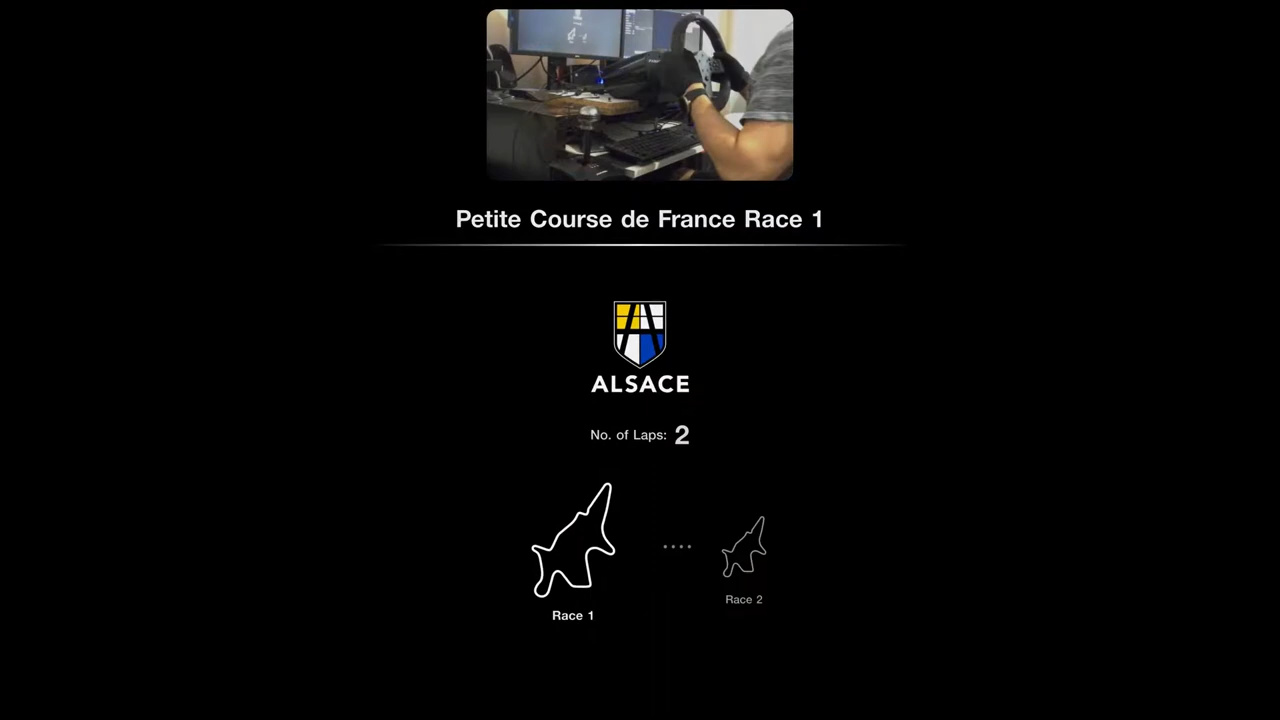 Petite Course de France Race 1
ALSACE
No. of Laps: 2
Race 1
Race 2